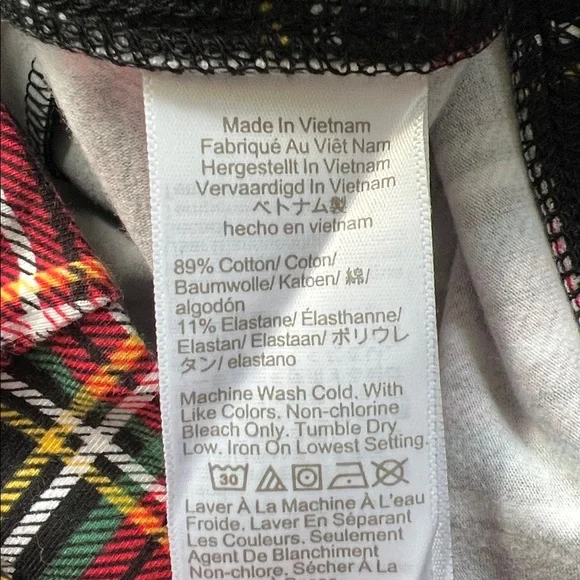 Made In Vietnam
Fabriqué Au Viêt Nam
Hergestellt In Vietnam
Vervaardigd In Vietnam
ベトナム製
hecho en vietnam
89% Cotton/ Coton/
Baumwolle/ Katoen/ 綿/
algodón
11% Elastane/ Élasthanne/
Elastan/ Elastaan/ ポリウレ
タン/ elastano
Machine Wash Cold. With
Like Colors. Non-chlorine
Bleach Only. Tumble Dry
Low. Iron On Lowest Setting.
30
Laver À La Machine À L'eau
Froide. Laver En Séparant
Les Couleurs. Seulement
Agent De Blanchiment
Non-chlore. Sécher À La